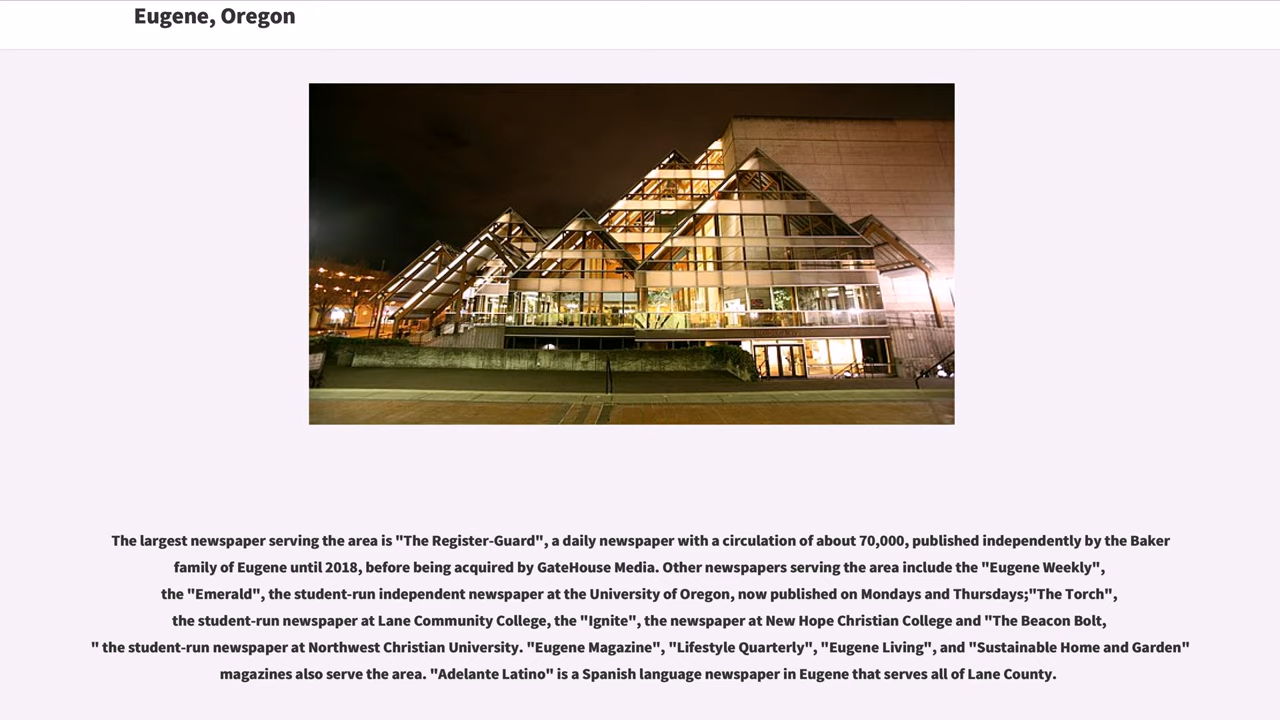 Eugene, Oregon
The largest newspaper serving the area is "The Register-Guard", a daily newspaper with a circulation of about 70,000, published independently by the Baker
family of Eugene until 2018, before being acquired by GateHouse Media. Other newspapers serving the area include the "Eugene Weekly",
the "Emerald", the student-run independent newspaper at the University of Oregon, now published on Mondays and Thursdays;"The Torch",
the student-run newspaper at Lane Community College, the "Ignite", the newspaper at New Hope Christian College and "The Beacon Bolt,
" the student-run newspaper at Northwest Christian University. "Eugene Magazine", "Lifestyle Quarterly", "Eugene Living", and "Sustainable Home and Garden"
magazines also serve the area. "Adelante Latino" is a Spanish language newspaper in Eugene that serves all of Lane County.